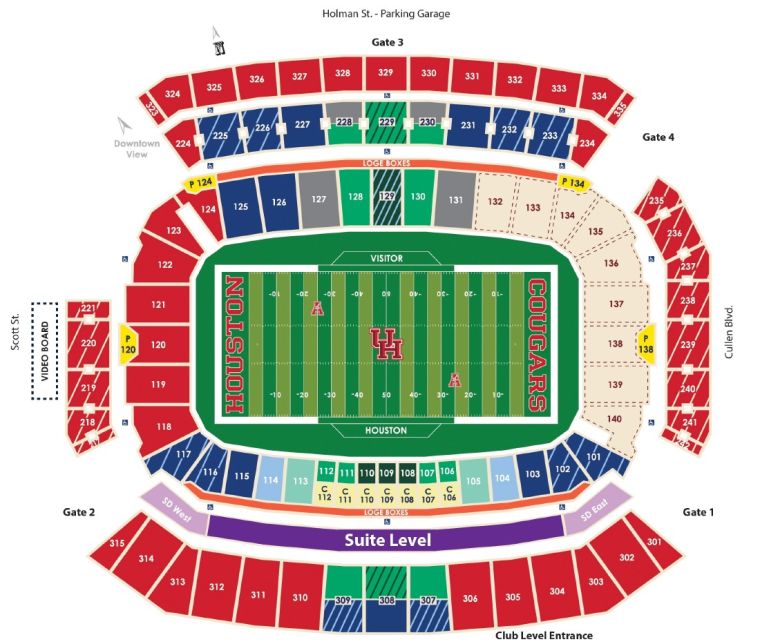 Holman St. - Parking Garage
Gate 3
323 324 325 326 327 328 329 330 331 332 333 334 335
224 225 226 227 228 229 230 231 232 233 234
Gate 4
Downtown
View
LOGE BOXES
P 124
P 134
123 124 125 126 127 128 129 130 131 132 133 134 135
122
136
235
236
237
238
239
240
241
242
VISITOR
-10 -20 -30 -40 50 40- 30- 20- 10-
HOUSTON
COUGARS
A
UH
A
-10 -20 -30 -40 50 40- 30- 20- 10-
HOUSTON
121
120
119
118
P
120
137
138
139
140
P
138
Scott St.
VIDEO BOARD
221
220
219
218
Cullen Blvd.
117 116 115 114 113 112 111 110 109 108 107 106 105 104 103 102 101
C
112
C
111
C
110
C
109
C
108
C
107
C
106
LOGE BOXES
SD West
SD East
Suite Level
Gate 2
Gate 1
315 314 313 312 311 310 309 308 307 306 305 304 303 302 301
Club Level Entrance